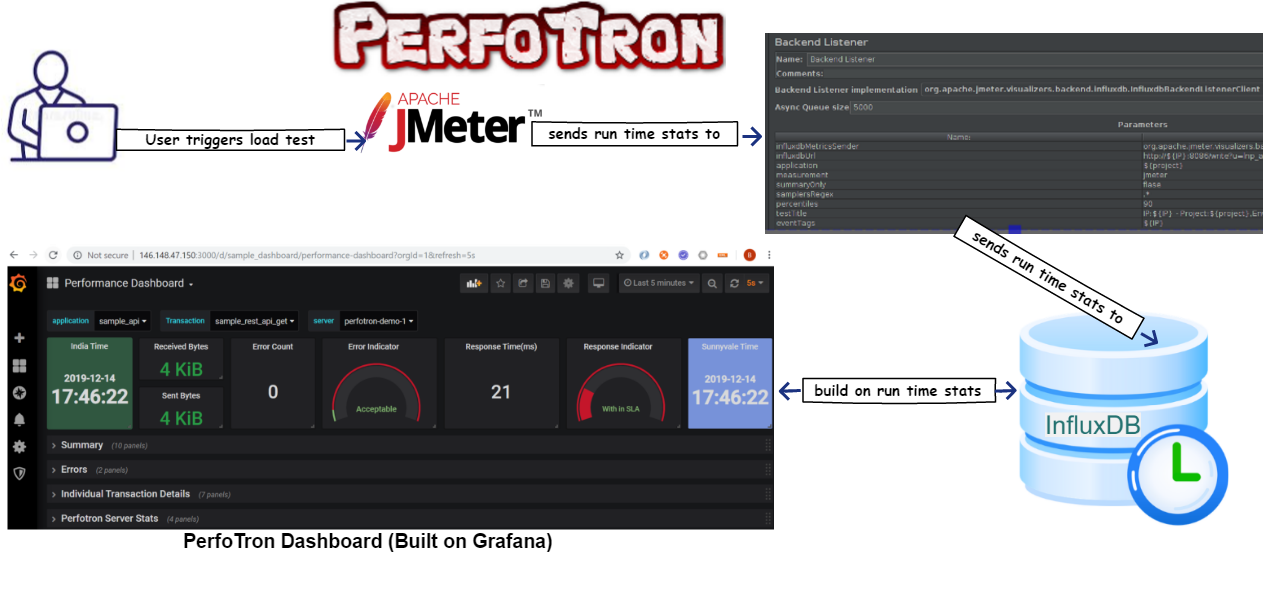 PERFOTRON
APACHE
JMeter™
User triggers load test
sends run time stats to
Backend Listener
Name: Backend Listener
Comments:
Backend Listener implementation org.apache.jmeter.visualizers.backend.influxdb.InfluxdbBackendListenerClient
Async Queue size 5000
Parameters
Name:
influxdbMetricsSender org.apache.jmeter.visualizers.ba
influxdbUrl http://${IP}:8086/write?u=inp_a
application ${project}
measurement jmeter
summaryOnly flase
samplersRegex .*
percentiles 90
testTitle IP:${IP} - Project:${project}.Env
eventTags ${IP}
sends run time stats to
Not secure | 146.148.47.150:3000/d/sample_dashboard/performance-dashboard?orgId=1&refresh=5s
B
Performance Dashboard
Last 5 minutes 5s
application sample_api Transaction sample_rest_api_get server perfotron-demo-1
India Time Received Bytes Error Count Error Indicator Response Time(ms) Response Indicator Sunnyvale Time
4 KiB
2019-12-14 2019-12-14
17:46:22 0 21 17:46:22
Sent Bytes
Acceptable With in SLA
4 KiB
Summary (10 panels)
Errors (2 panels)
Individual Transaction Details (7 panels)
Perfotron Server Stats (4 panels)
build on run time stats
InfluxDB
PerfoTron Dashboard (Built on Grafana)